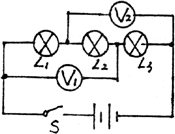 V₂
L₁ L₂ L₃
V₁
S